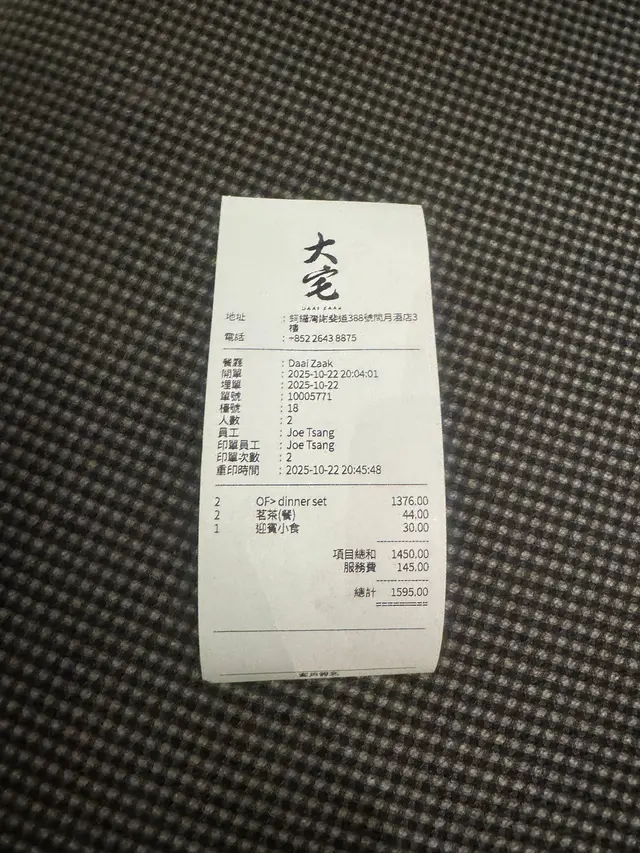 大宅
DAAI ZAAK
地址 : 銅鑼灣謝斐道388號問月酒店3
樓
電話 : +852 2643 8875
餐廳 : Daai Zaak
開單 : 2025-10-22 20:04:01
埋單 : 2025-10-22
單號 : 10005771
檯號 : 18
人數 : 2
員工 : Joe Tsang
印單員工 : Joe Tsang
印單次數 : 2
重印時間 : 2025-10-22 20:45:48
2 OF> dinner set 1376.00
2 茗茶(餐) 44.00
1 迎賓小食 30.00
項目總和 1450.00
服務費 145.00
總計 1595.00